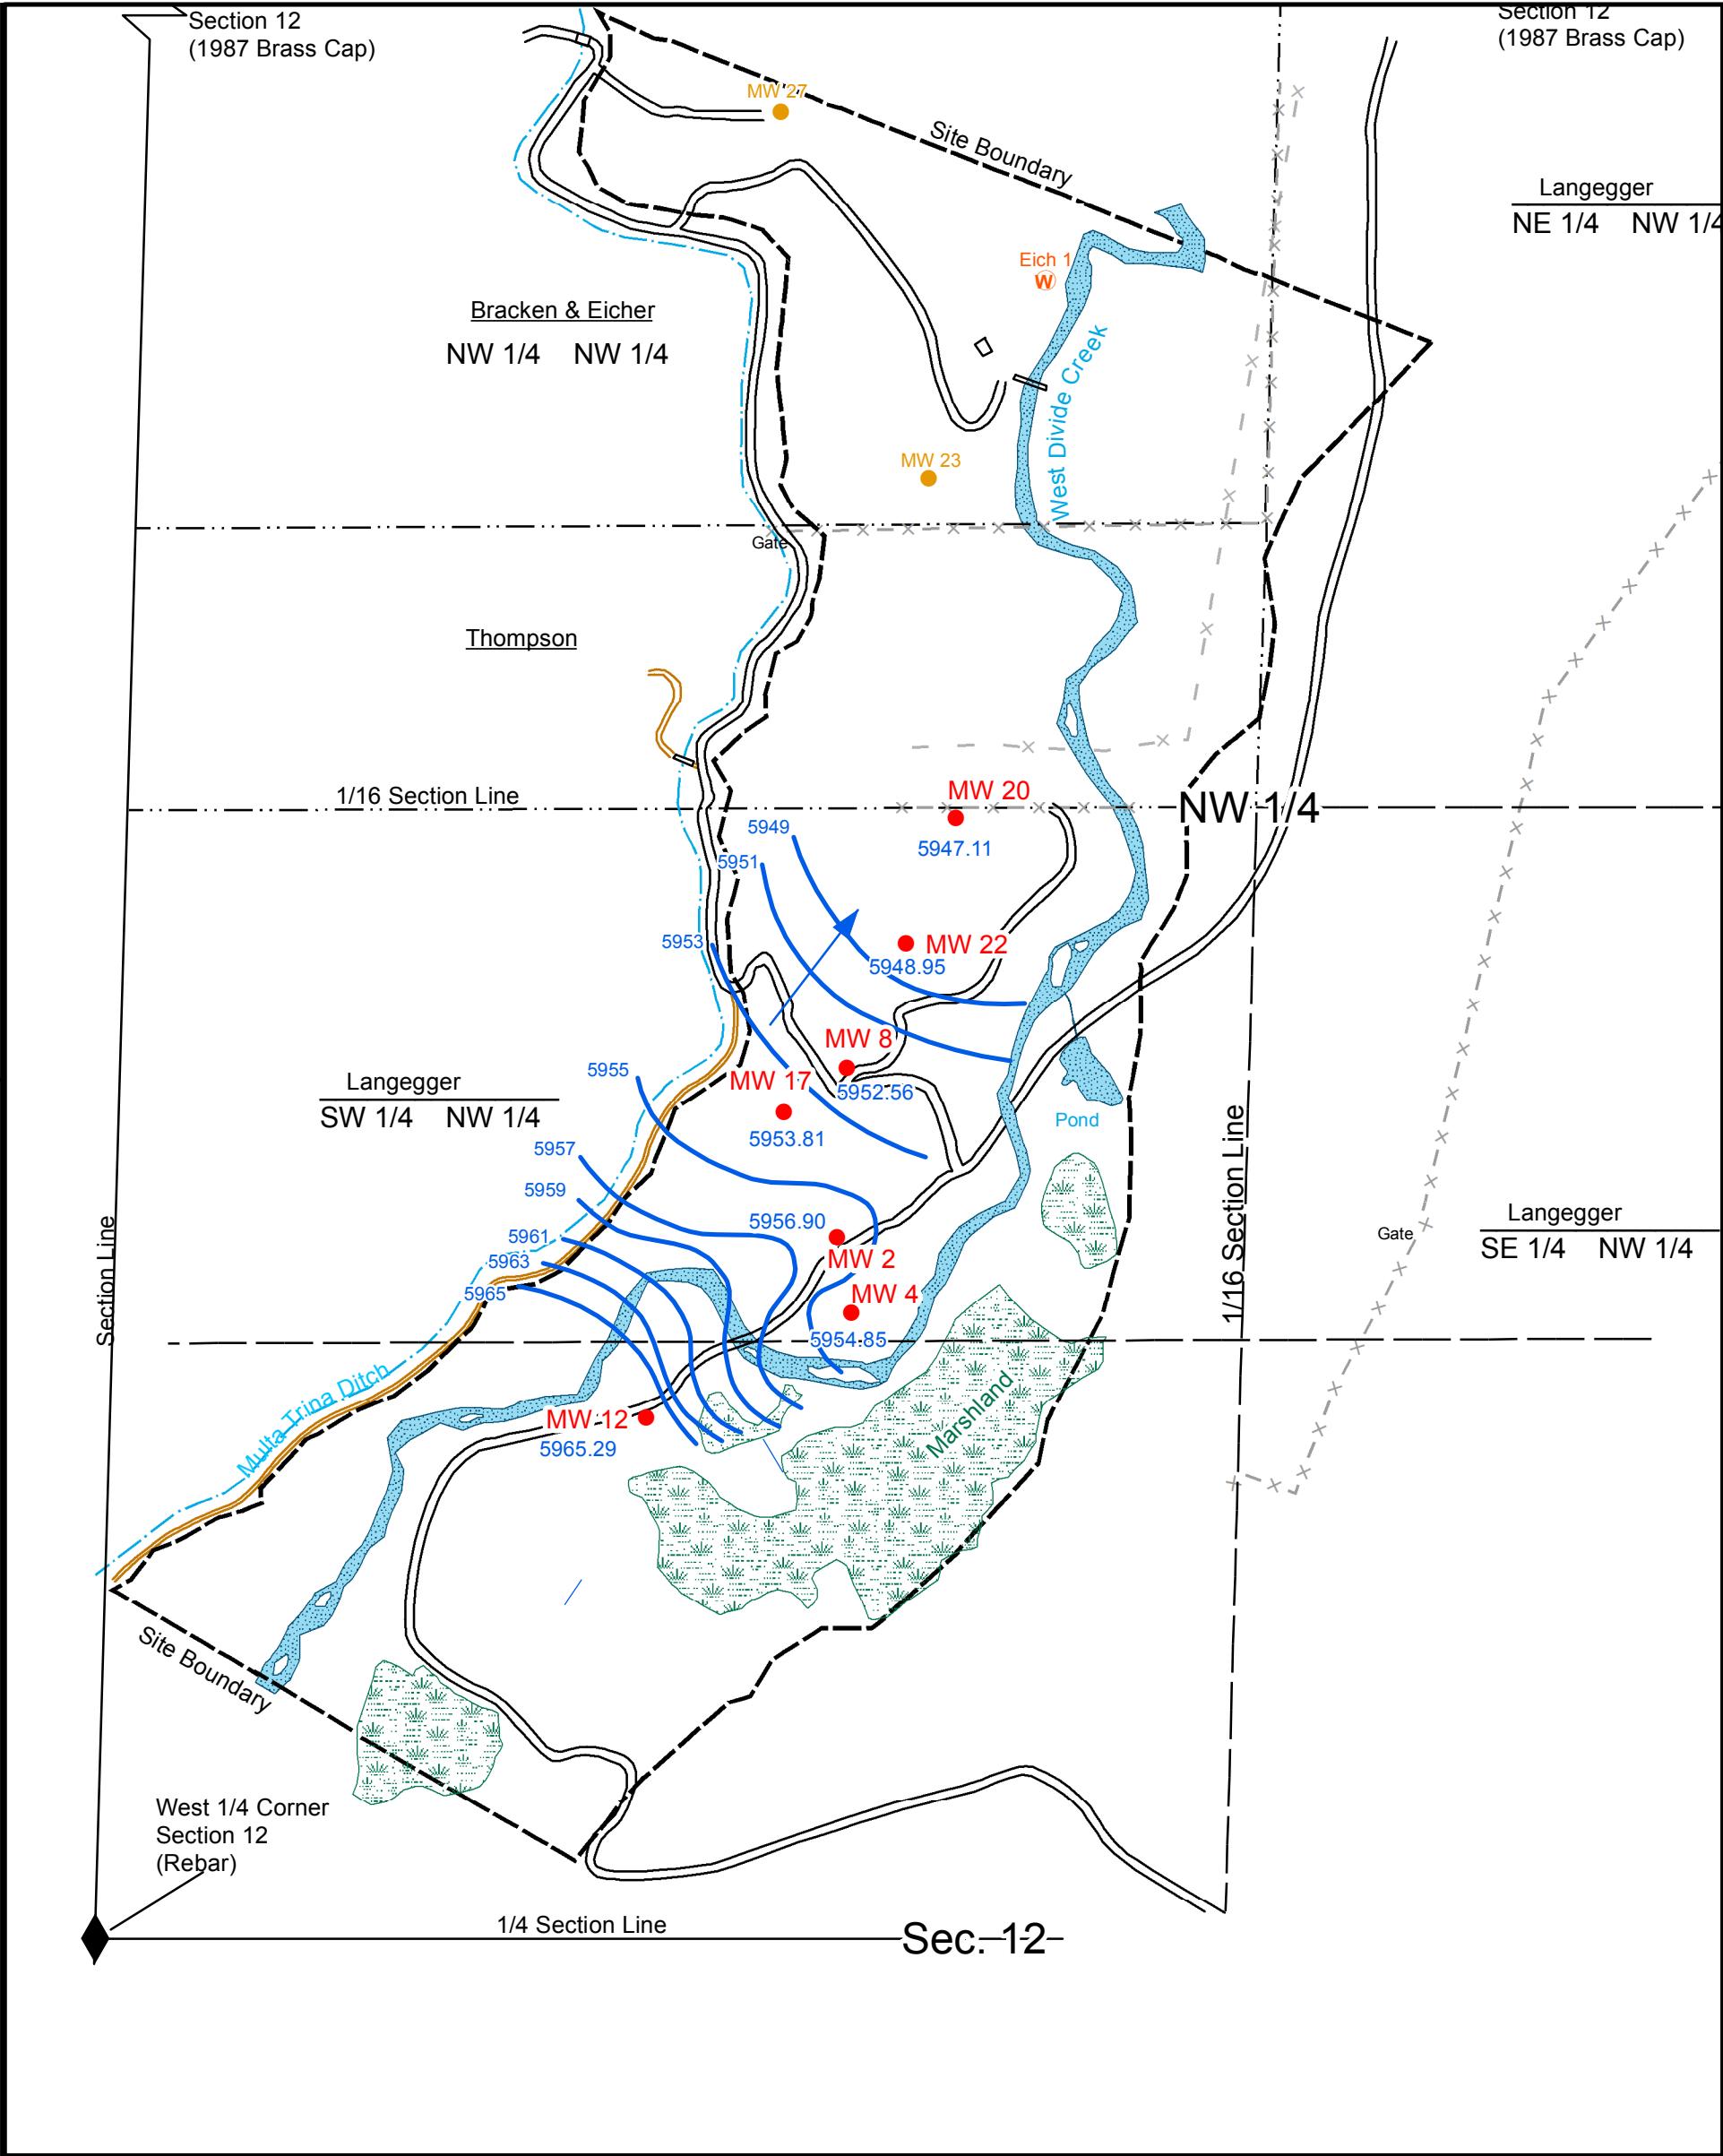 Section 12
(1987 Brass Cap)
Section 12
(1987 Brass Cap)
MW 27
Site Boundary
Langegger
NE 1/4 NW 1/4
Eich 1
W
Bracken & Eicher
NW 1/4 NW 1/4
West Divide Creek
MW 23
Gate
Thompson
1/16 Section Line
MW 20
NW 1/4
5949
5947.11
5951
5953
MW 22
5948.95
MW 8
5955
MW 17
5952.56
Langegger
SW 1/4 NW 1/4
Pond
5953.81
5957
5959
1/16 Section Line
5956.90
Langegger
SE 1/4 NW 1/4
Gate
Section Line
5961
MW 2
5963
5965
MW 4
5954.85
Multa Trina Ditch
Marshland
MW 12
5965.29
Site Boundary
West 1/4 Corner
Section 12
(Rebar)
1/4 Section Line
Sec. 12